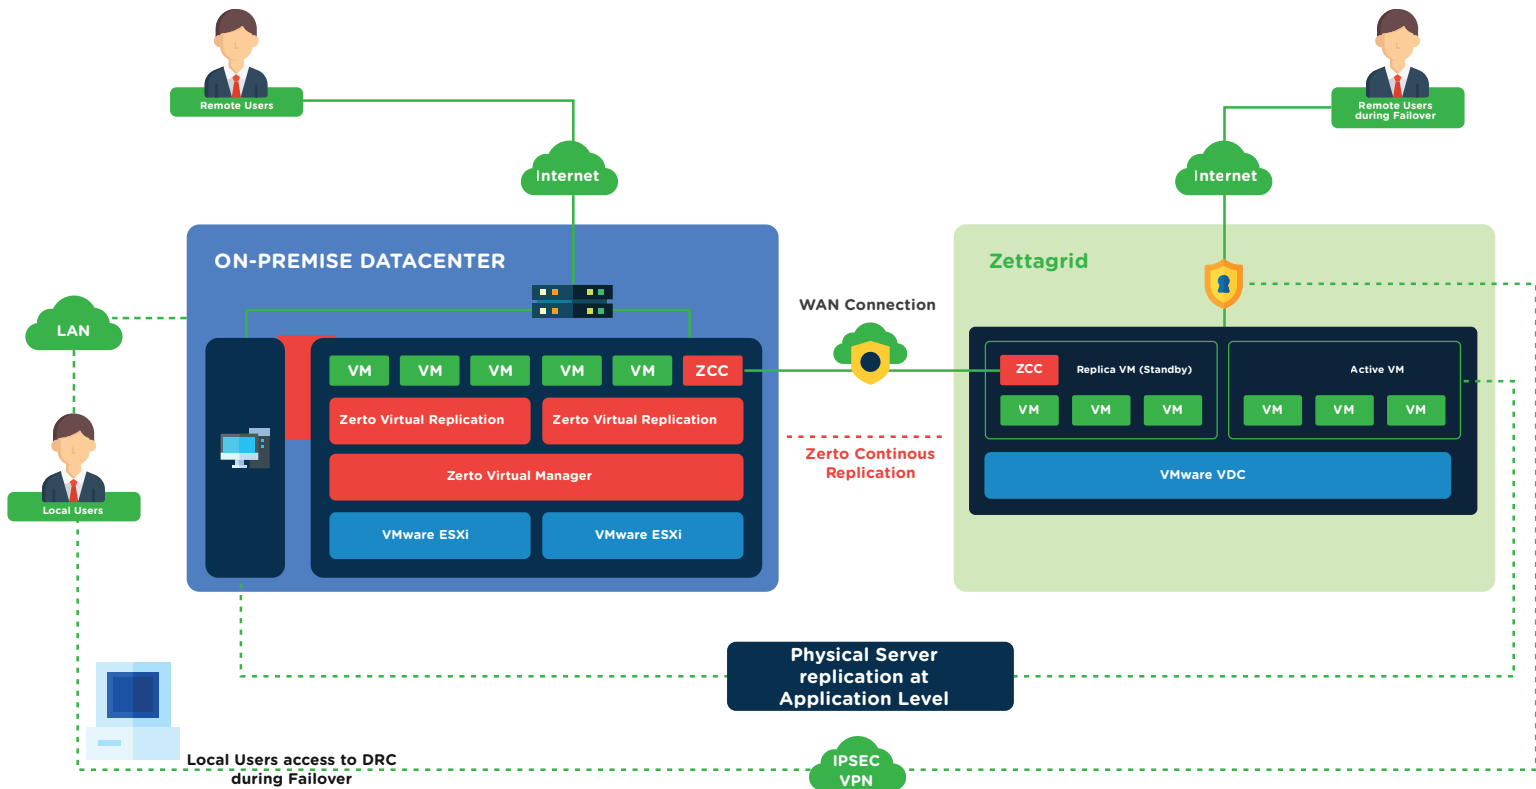 Remote Users
Remote Users
during Failover
Internet
Internet
ON-PREMISE DATACENTER
Zettagrid
WAN Connection
LAN
VM
VM
VM
VM
VM
ZCC
ZCC
Replica VM (Standby)
Active VM
VM
VM
VM
VM
VM
VM
Zerto Virtual Replication
Zerto Virtual Replication
Zerto Continous
Replication
Zerto Virtual Manager
VMware VDC
Local Users
VMware ESXi
VMware ESXi
Physical Server
replication at
Application Level
Local Users access to DRC
during Failover
IPSEC
VPN